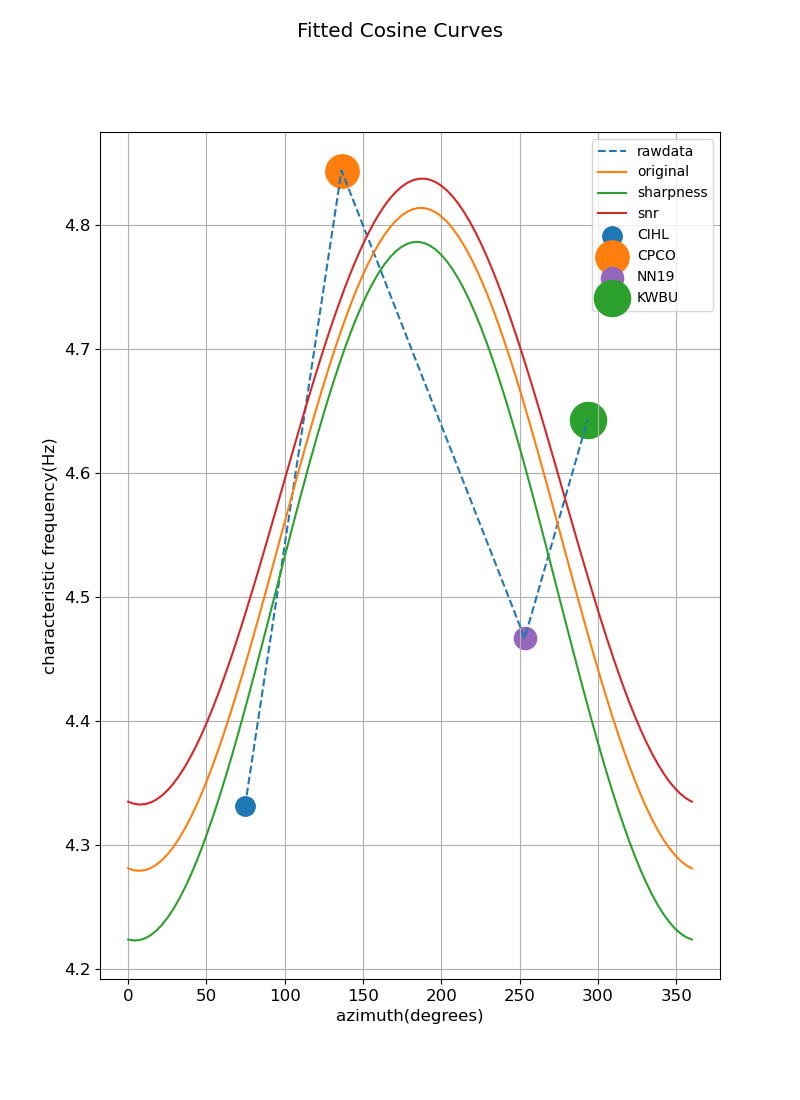 Fitted Cosine Curves
rawdata
original
sharpness
snr
CIHL
CPCO
NN19
KWBU
characteristic frequency(Hz)
4.8
4.7
4.6
4.5
4.4
4.3
4.2
0 50 100 150 200 250 300 350
azimuth(degrees)